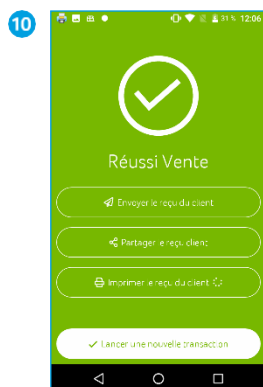 10
31 % 12:06
Réussi Vente
Envoyer le reçu du client
Partager le reçu client
Imprimer le reçu du client
Lancer une nouvelle transaction